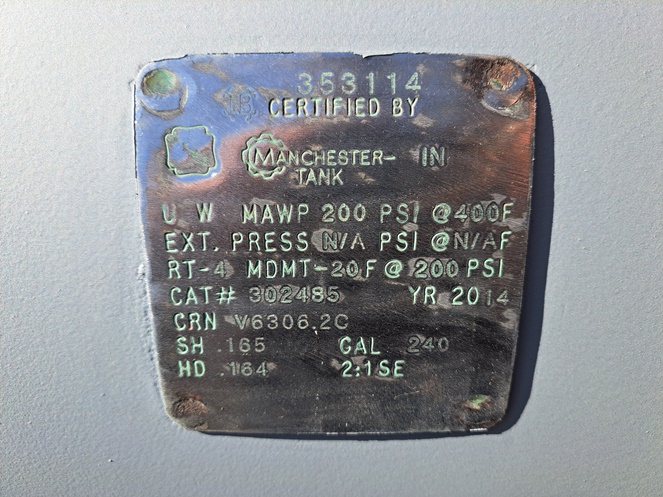 353114
NB CERTIFIED BY
MANCHESTER- IN
TANK
U W MAWP 200 PSI @400F
EXT. PRESS N/A PSI @N/AF
RT-4 MDMT-20F@ 200 PSI
CAT# 302485 YR 2014
CRN V6306.2C
SH .165 GAL 240
HD .164 2:1SE